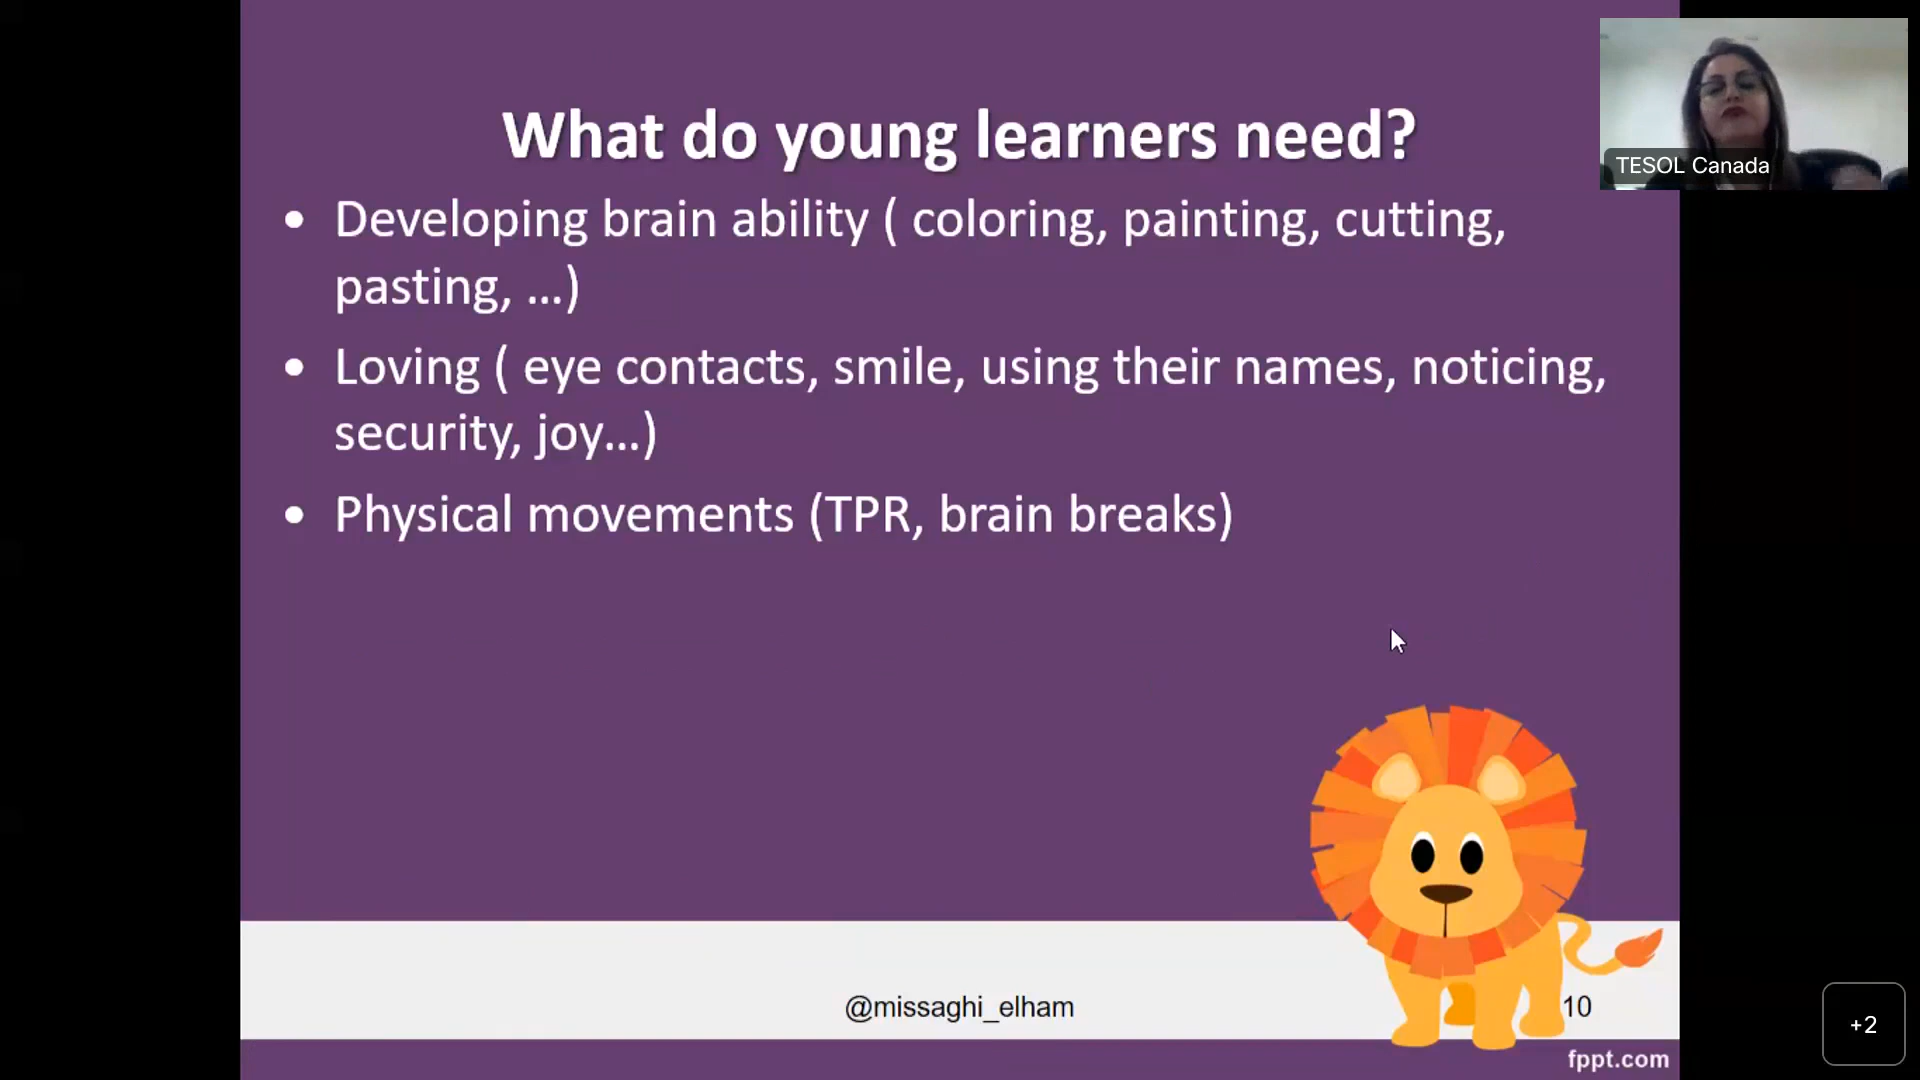 What do young learners need?
• Developing brain ability ( coloring, painting, cutting,
pasting, ...)
• Loving ( eye contacts, smile, using their names, noticing,
security, joy...)
• Physical movements (TPR, brain breaks)
@missaghi_elham
10
fppt.com
TESOL Canada
+2